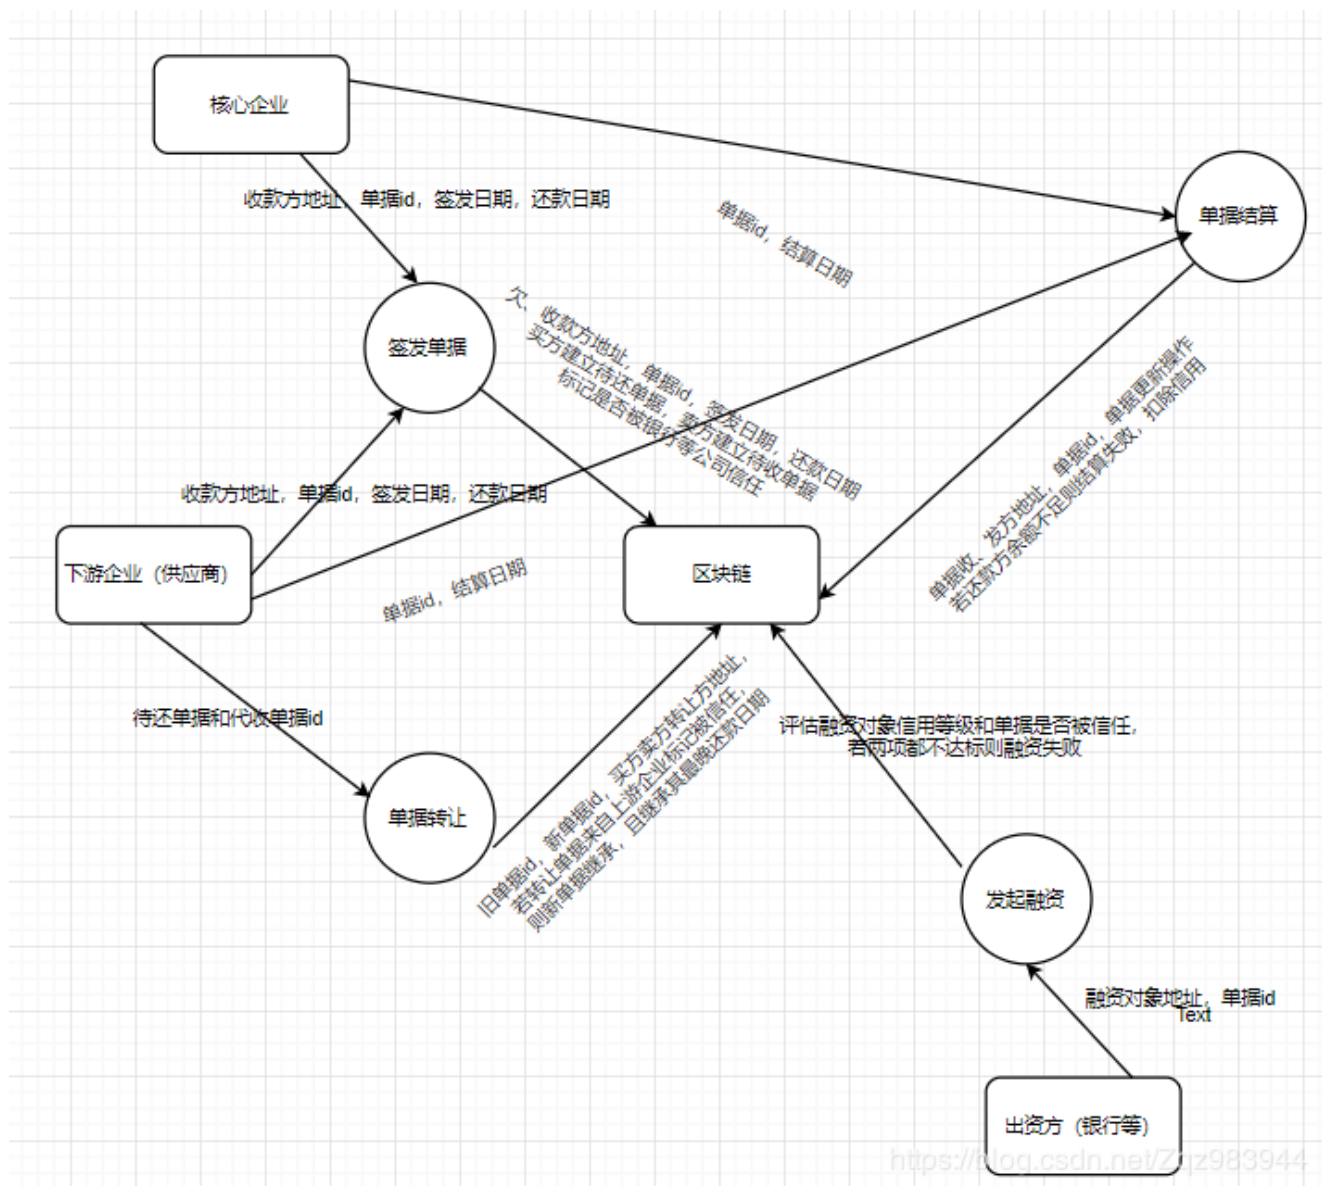 核心企业
收款方地址，单据id，签发日期，还款日期
单据id，结算日期
单据结算
签发单据
欠、收款方地址，单据id，签发日期，还款日期
买方建立待还单据，卖方建立待收单据
标记是否被银行等公司信任
单据收、发方地址，单据id，单据更新操作
若还款方余额不足则结算失败，扣除信用
收款方地址，单据id，签发日期，还款日期
下游企业（供应商）
单据id，结算日期
区块链
待还单据和代收单据id
单据转让
旧单据id，新单据id，买方卖方转让方地址，
若转让单据来自上游企业标记被信任，
则新单据继承，且继承其最晚还款日期
评估融资对象信用等级和单据是否被信任，
若两项都不达标则融资失败
发起融资
融资对象地址，单据id
Text
出资方（银行等）
https://blog.csdn.net/Zqz983944